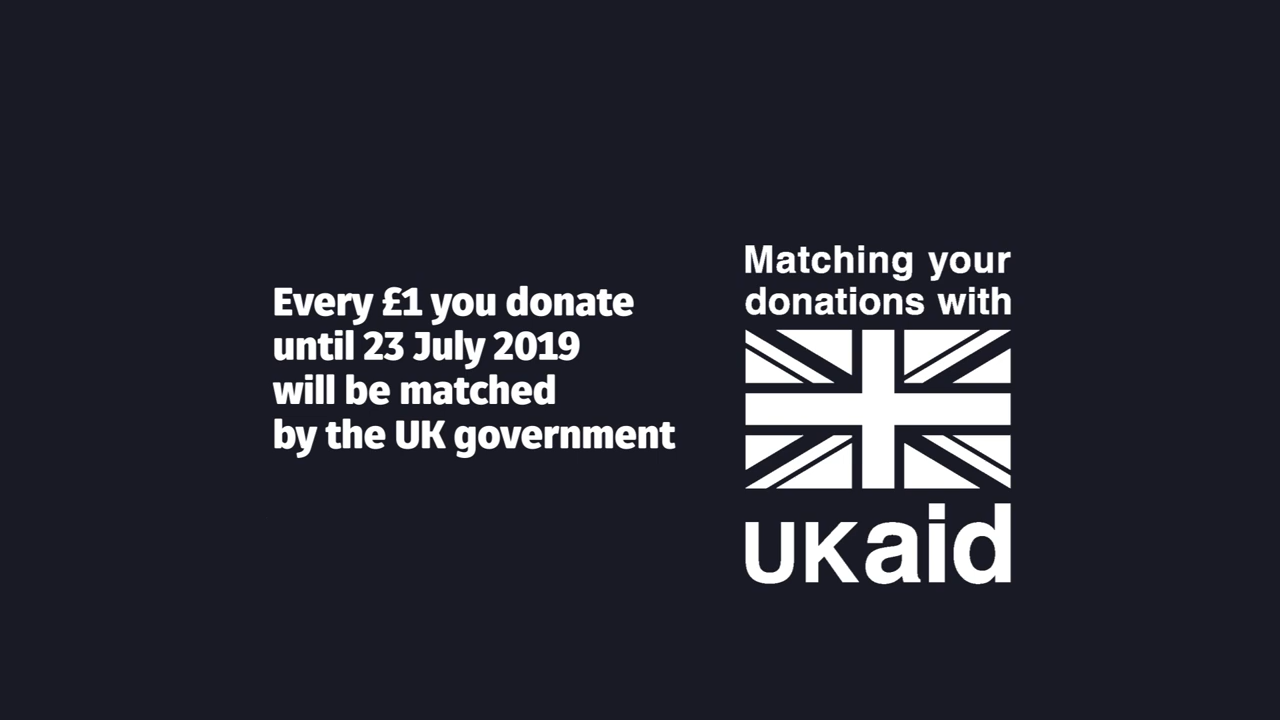 Every £1 you donate
until 23 July 2019
will be matched
by the UK government
Matching your
donations with
UKaid